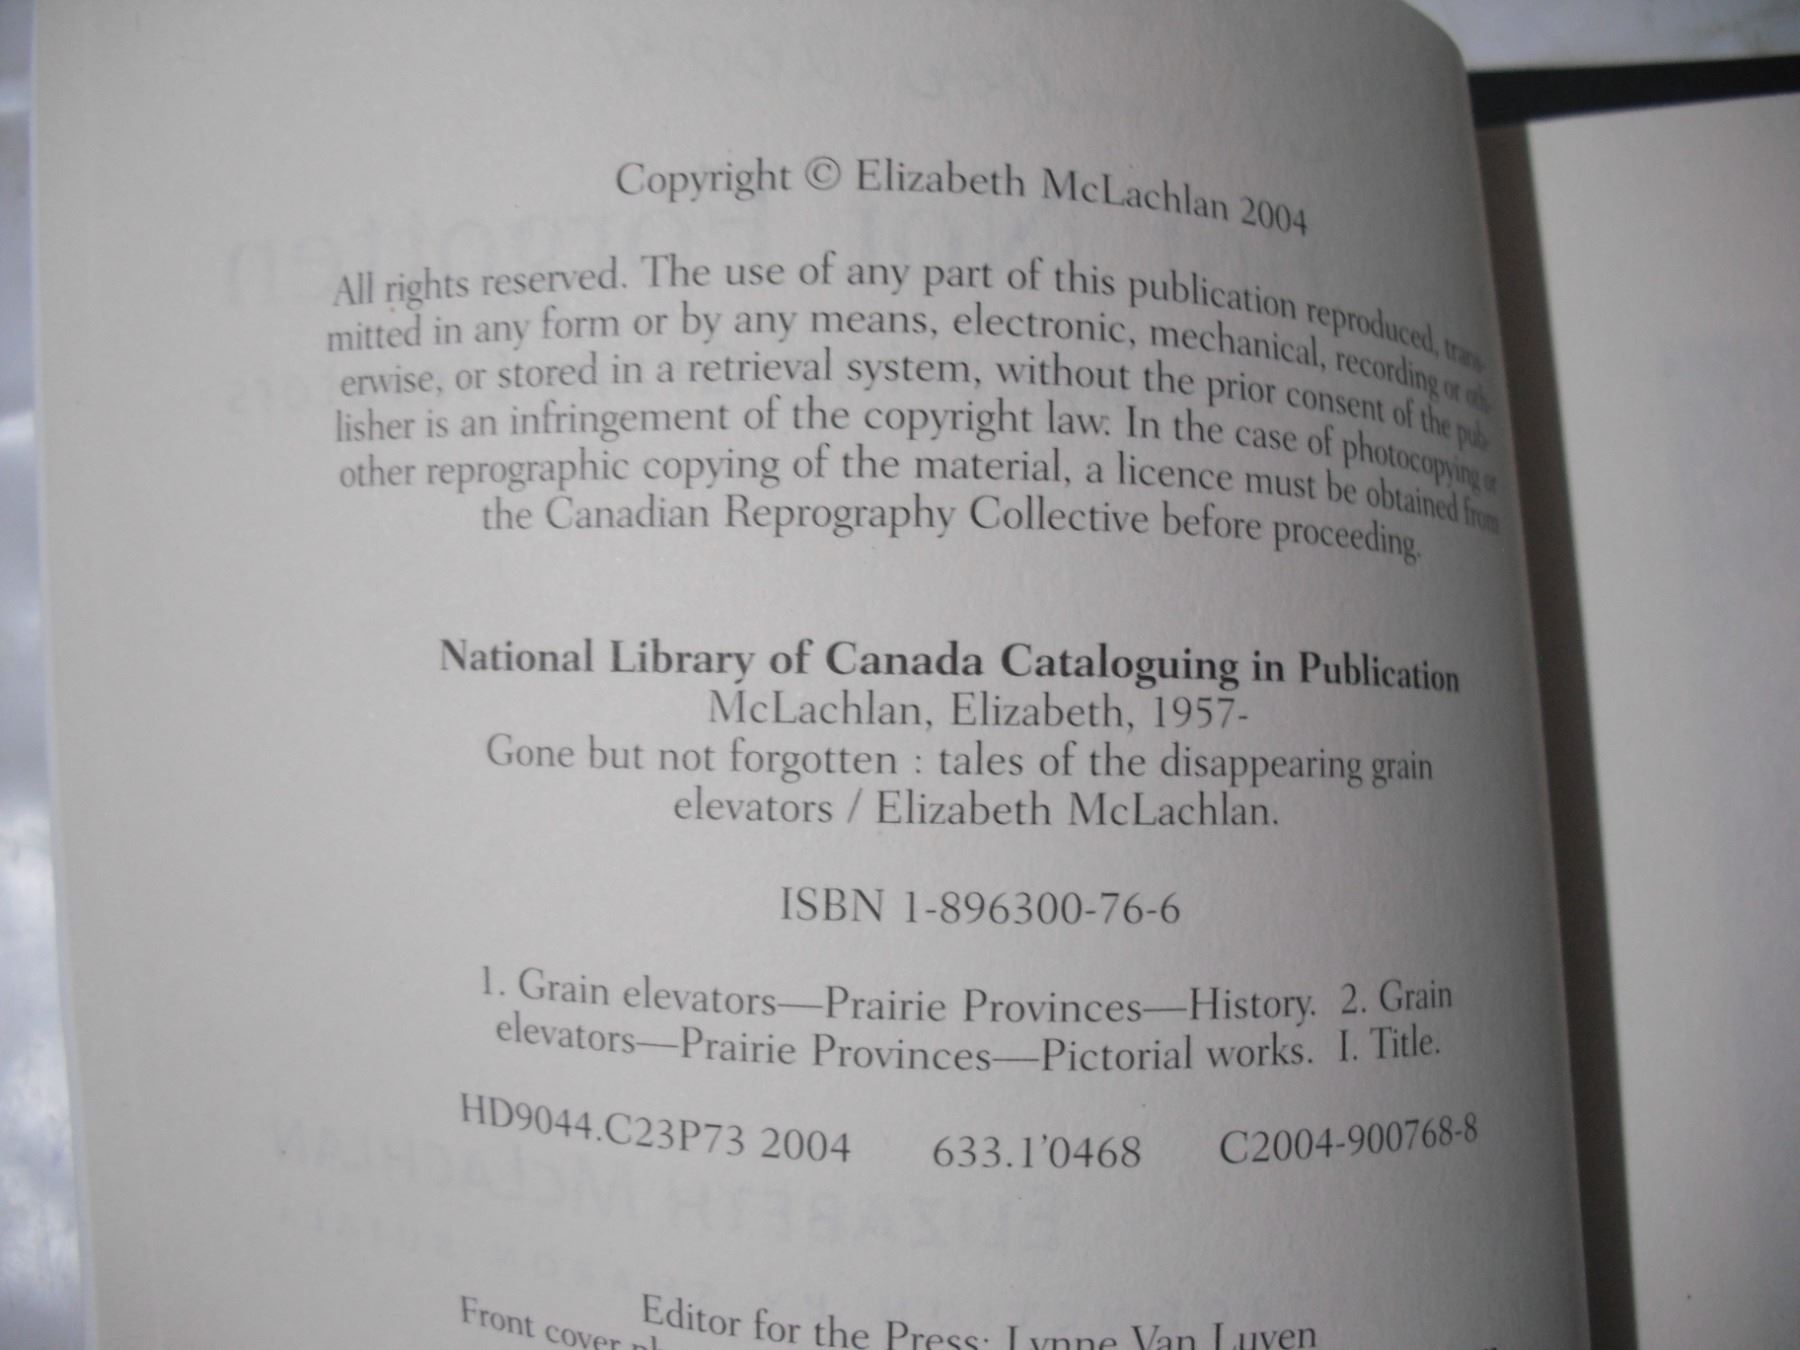 Copyright © Elizabeth McLachlan 2004
All rights reserved. The use of any part of this publication reproduced, trans-
mitted in any form or by any means, electronic, mechanical, recording or oth-
erwise, or stored in a retrieval system, without the prior consent of the pub-
lisher is an infringement of the copyright law. In the case of photocopying or
other reprographic copying of the material, a licence must be obtained from
the Canadian Reprography Collective before proceeding.
National Library of Canada Cataloguing in Publication
McLachlan, Elizabeth, 1957-
Gone but not forgotten : tales of the disappearing grain
elevators / Elizabeth McLachlan.
ISBN 1-896300-76-6
1. Grain elevators—Prairie Provinces—History. 2. Grain
elevators—Prairie Provinces—Pictorial works. I. Title.
HD9044.C23P73 2004 633.1'0468 C2004-900768-8
Editor for the Press: Lynne Van Luven
Front cover